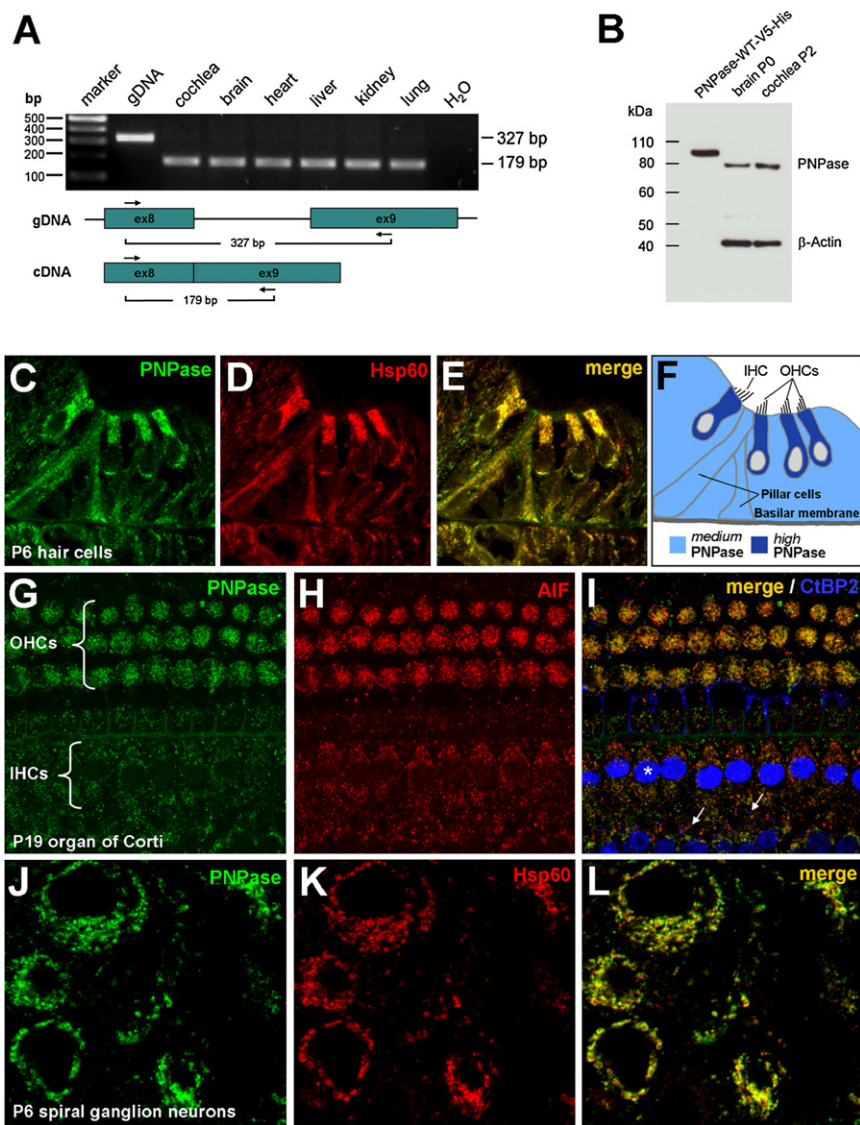 A
marker
gDNA
cochlea
brain
heart
liver
kidney
lung
H₂O
bp
500
400
300
200
100
327 bp
179 bp
gDNA
ex8
ex9
327 bp
cDNA
ex8
ex9
179 bp
B
PNPase-WT-V5-His
brain P0
cochlea P2
kDa
110
80
60
50
40
PNPase
β-Actin
C
PNPase
P6 hair cells
D
Hsp60
E
merge
F
IHC
OHCs
Pillar cells
Basilar membrane
medium PNPase
high PNPase
G
PNPase
OHCs
IHCs
P19 organ of Corti
H
AIF
I
merge / CtBP2
*
J
PNPase
P6 spiral ganglion neurons
K
Hsp60
L
merge